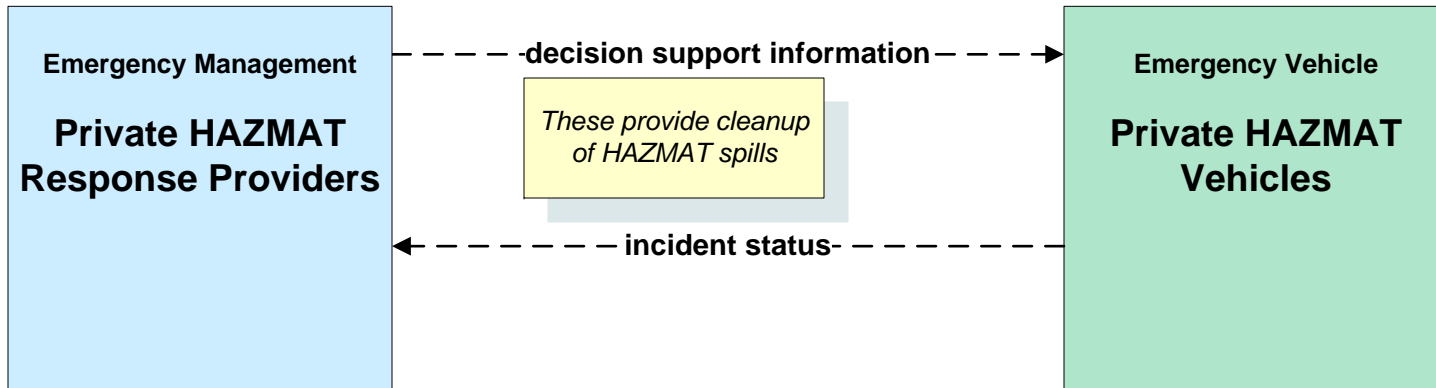 Emergency Management
Private HAZMAT
Response Providers
decision support information
These provide cleanup
of HAZMAT spills
incident status
Emergency Vehicle
Private HAZMAT
Vehicles